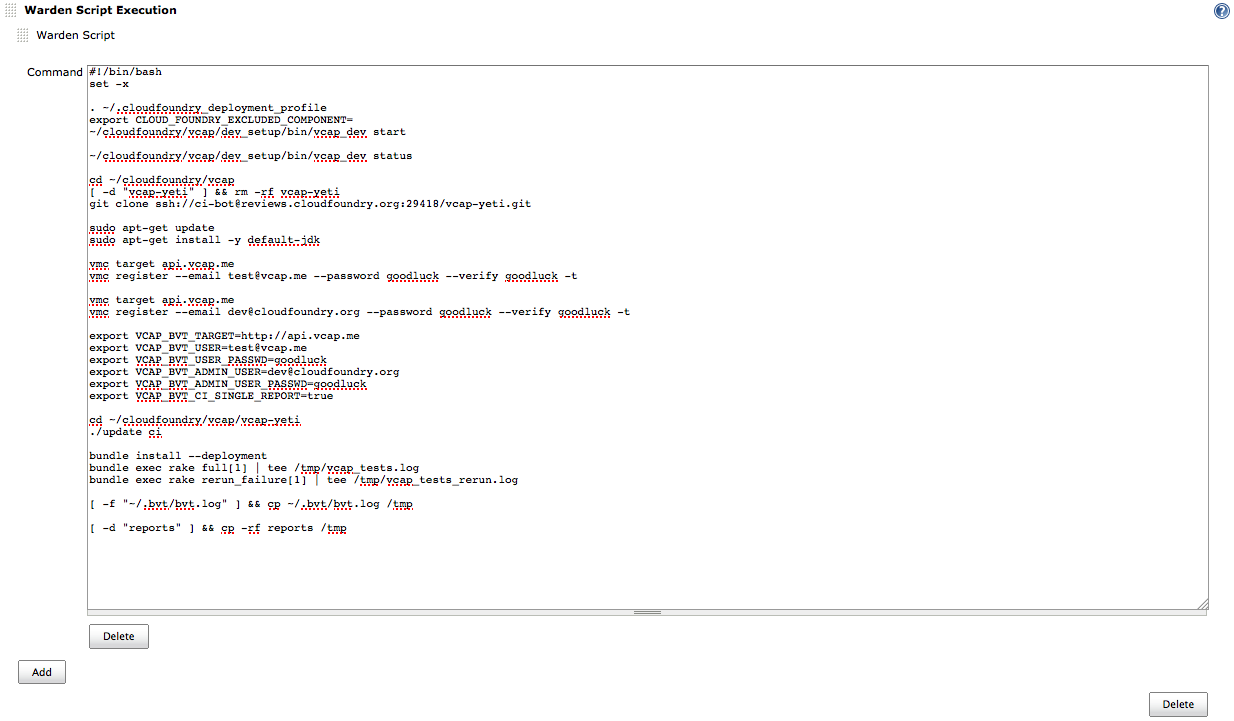 Warden Script Execution
?
Warden Script
Command
#!/bin/bash
set -x
. ~/.cloudfoundry_deployment_profile
export CLOUD_FOUNDRY_EXCLUDED_COMPONENT=
~/cloudfoundry/vcap/dev_setup/bin/vcap_dev start
~/cloudfoundry/vcap/dev_setup/bin/vcap_dev status
cd ~/cloudfoundry/vcap
[ -d "vcap-yeti" ] && rm -rf vcap-yeti
git clone ssh://ci-bot@reviews.cloudfoundry.org:29418/vcap-yeti.git
sudo apt-get update
sudo apt-get install -y default-jdk
vmc target api.vcap.me
vmc register --email test@vcap.me --password goodluck --verify goodluck -t
vmc target api.vcap.me
vmc register --email dev@cloudfoundry.org --password goodluck --verify goodluck -t
export VCAP_BVT_TARGET=http://api.vcap.me
export VCAP_BVT_USER=test@vcap.me
export VCAP_BVT_USER_PASSWD=goodluck
export VCAP_BVT_ADMIN_USER=dev@cloudfoundry.org
export VCAP_BVT_ADMIN_USER_PASSWD=goodluck
export VCAP_BVT_CI_SINGLE_REPORT=true
cd ~/cloudfoundry/vcap/vcap-yeti
./update ci
bundle install --deployment
bundle exec rake full[1] | tee /tmp/vcap_tests.log
bundle exec rake rerun_failure[1] | tee /tmp/vcap_tests_rerun.log
[ -f "~/.bvt/bvt.log" ] && cp ~/.bvt/bvt.log /tmp
[ -d "reports" ] && cp -rf reports /tmp
Delete
Add
Delete